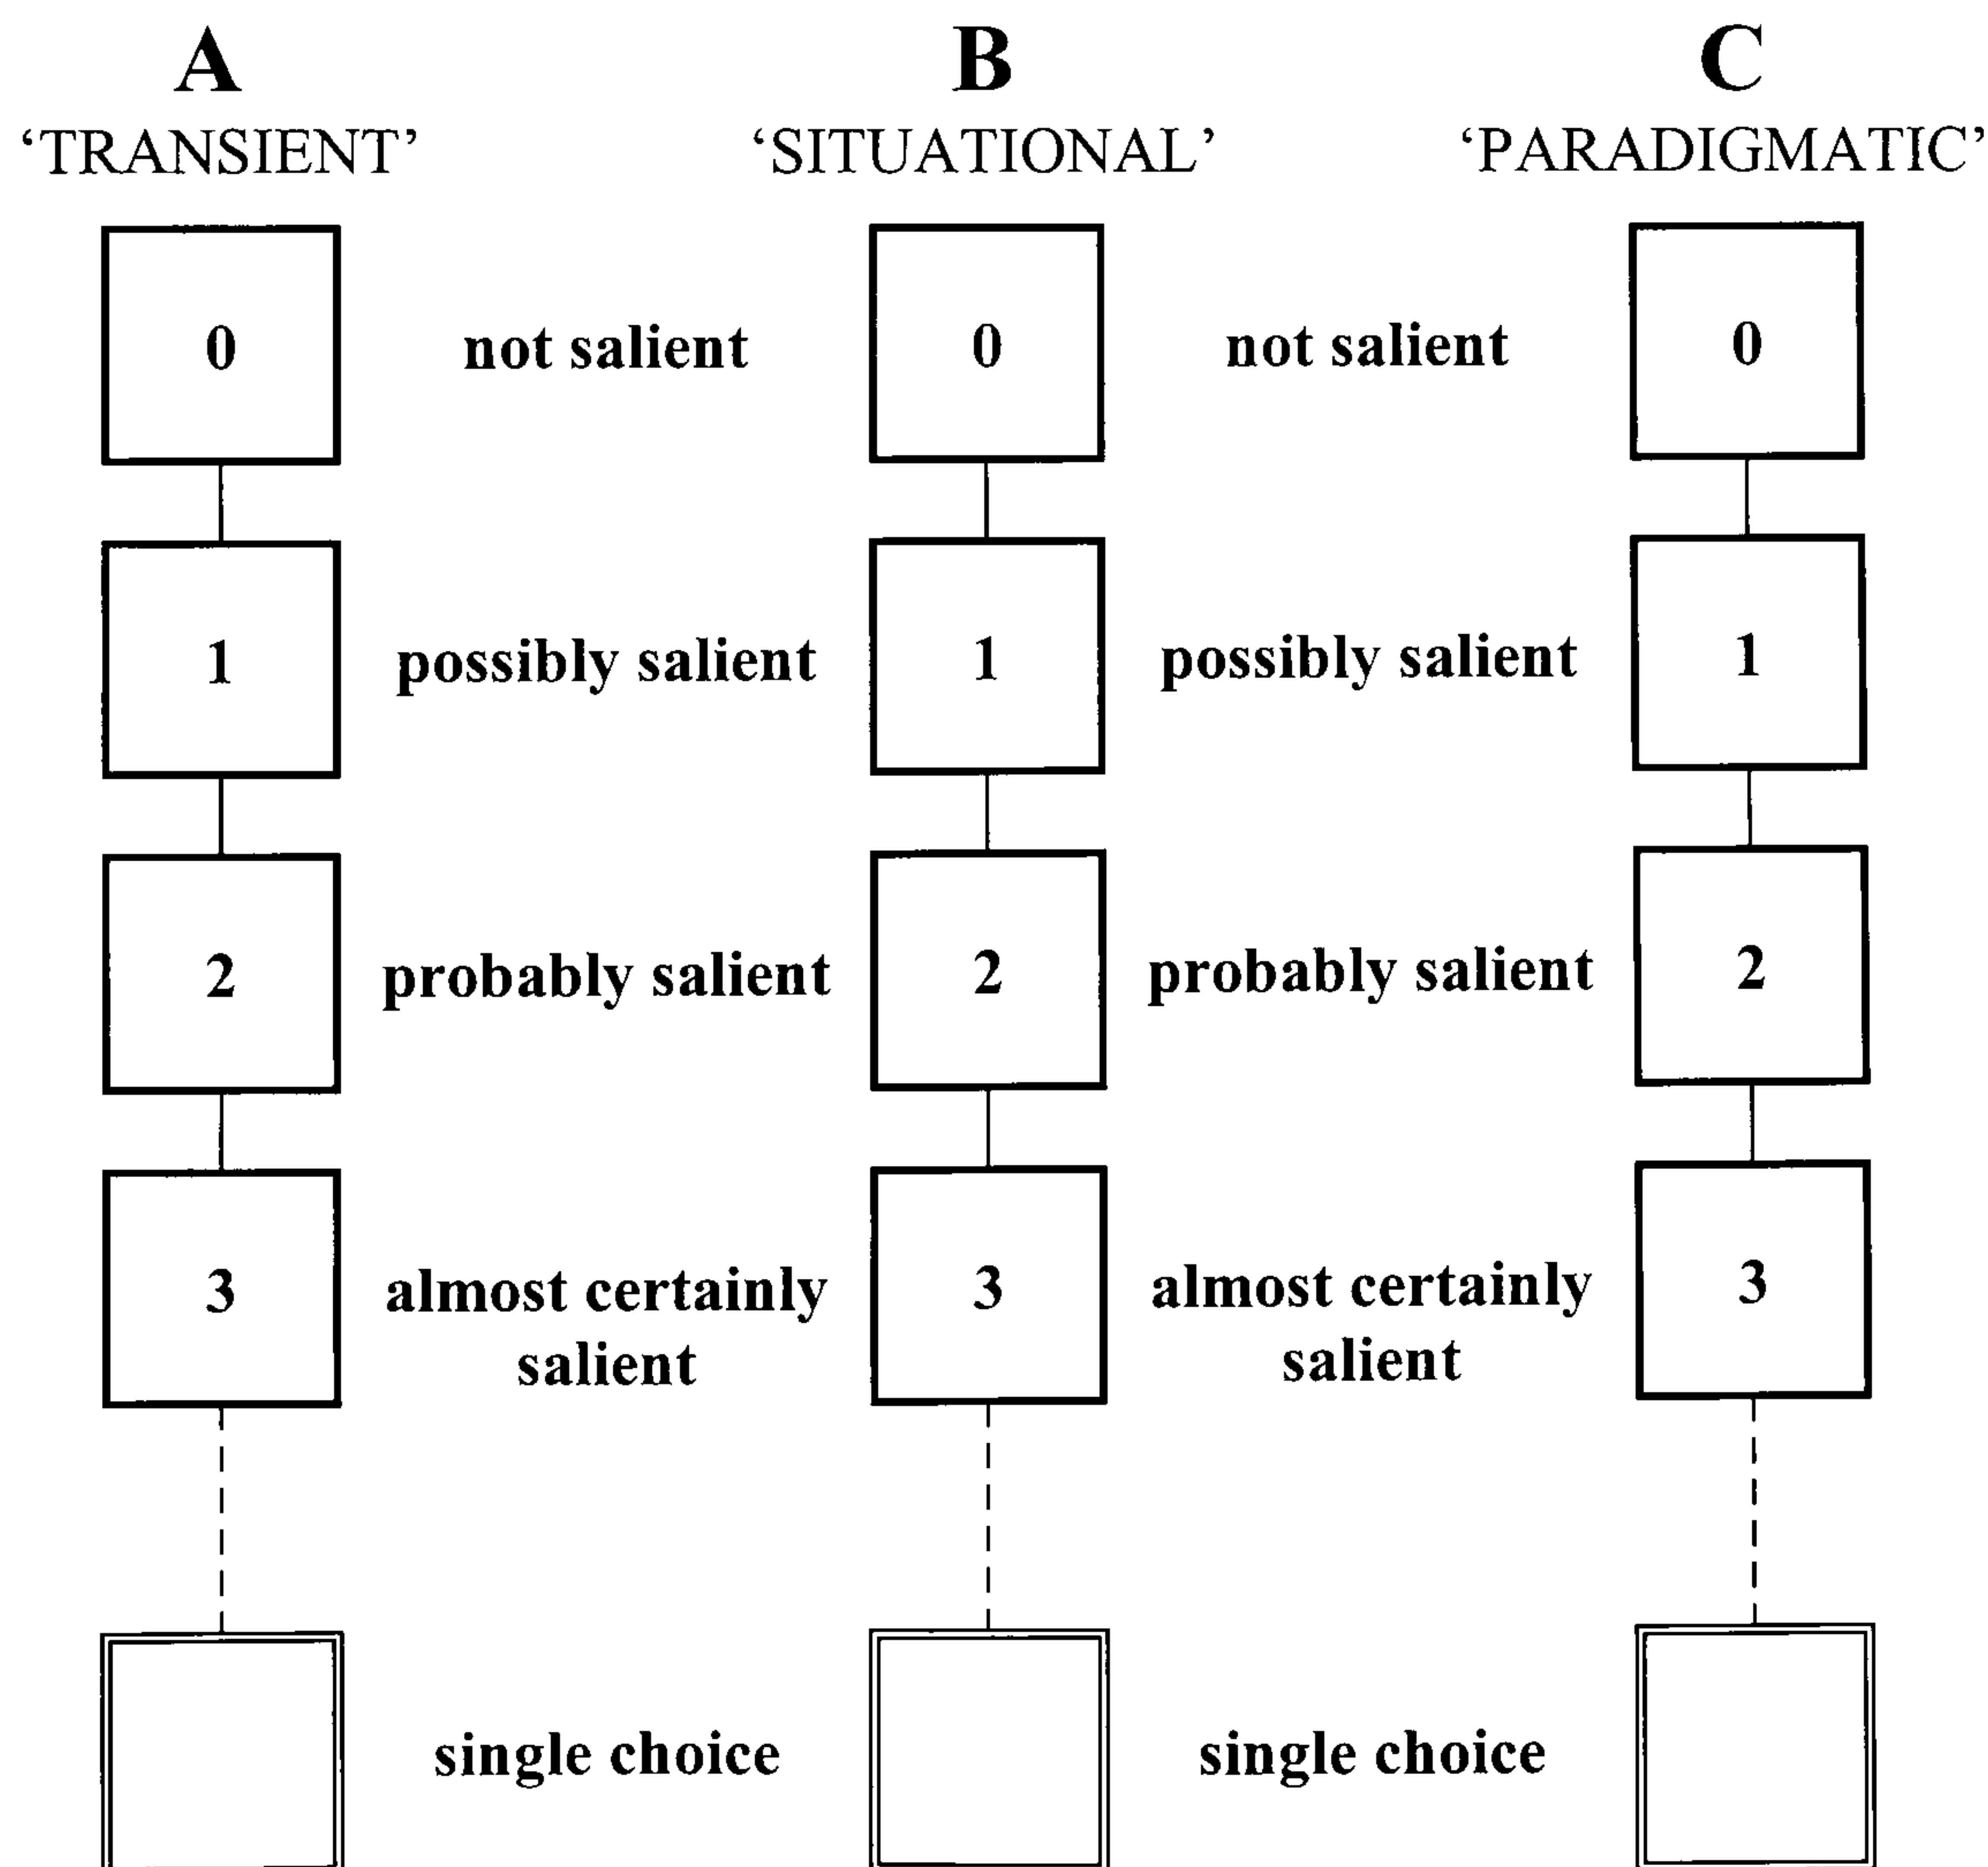 A B C
‘TRANSIENT’ ‘SITUATIONAL’ ‘PARADIGMATIC’
0 not salient 0 not salient 0
1 possibly salient 1 possibly salient 1
2 probably salient 2 probably salient 2
3 almost certainly 3 almost certainly 3
salient salient
single choice single choice